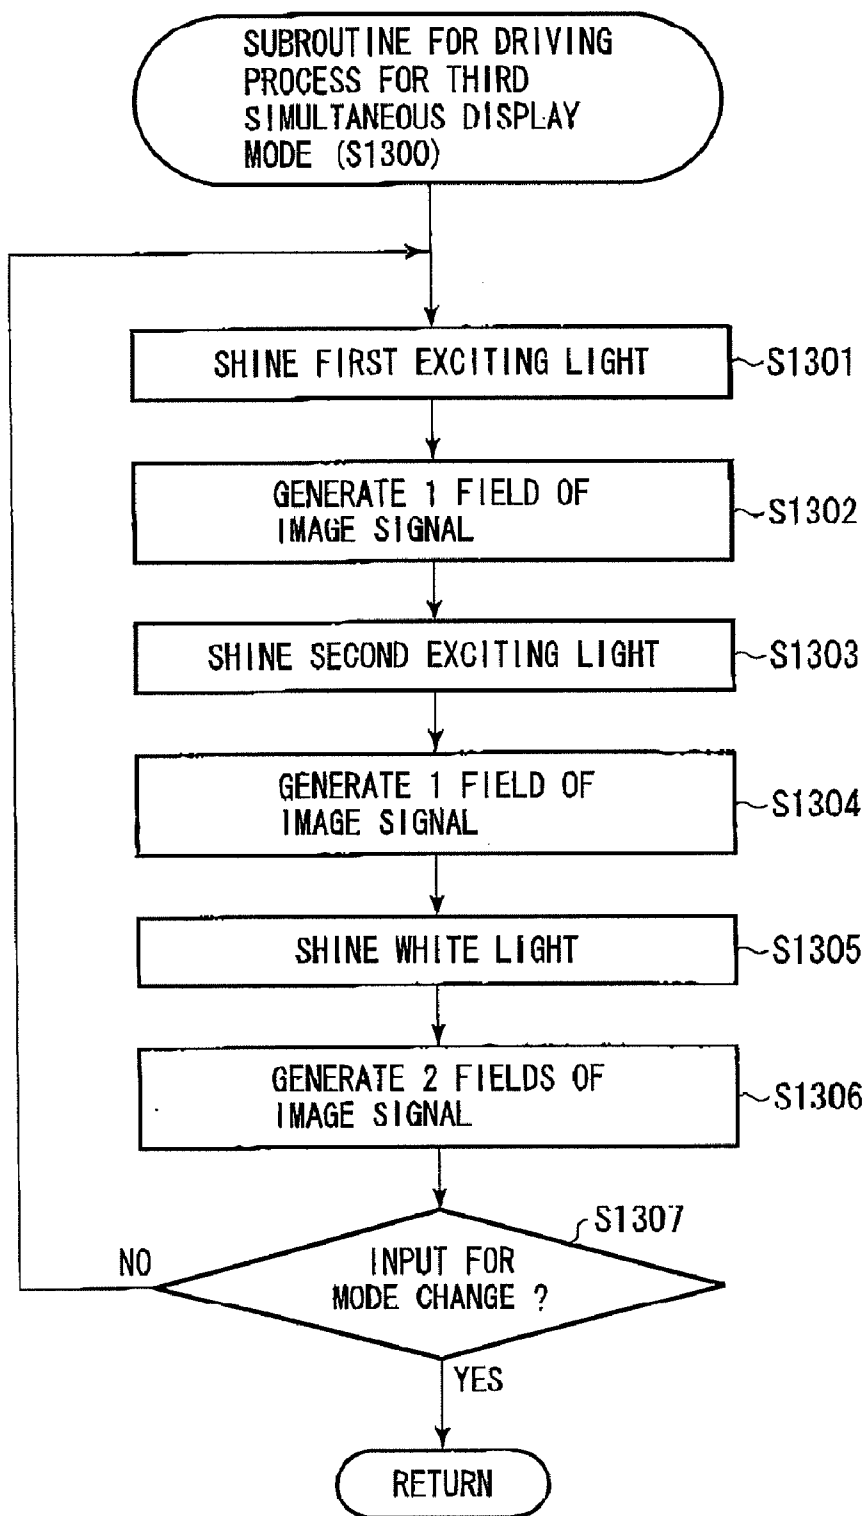 SUBROUTINE FOR DRIVING
PROCESS FOR THIRD
SIMULTANEOUS DISPLAY
MODE (S1300)
SHINE FIRST EXCITING LIGHT
S1301
GENERATE 1 FIELD OF
IMAGE SIGNAL
S1302
SHINE SECOND EXCITING LIGHT
S1303
GENERATE 1 FIELD OF
IMAGE SIGNAL
S1304
SHINE WHITE LIGHT
S1305
GENERATE 2 FIELDS OF
IMAGE SIGNAL
S1306
S1307
INPUT FOR
MODE CHANGE ?
NO
YES
RETURN